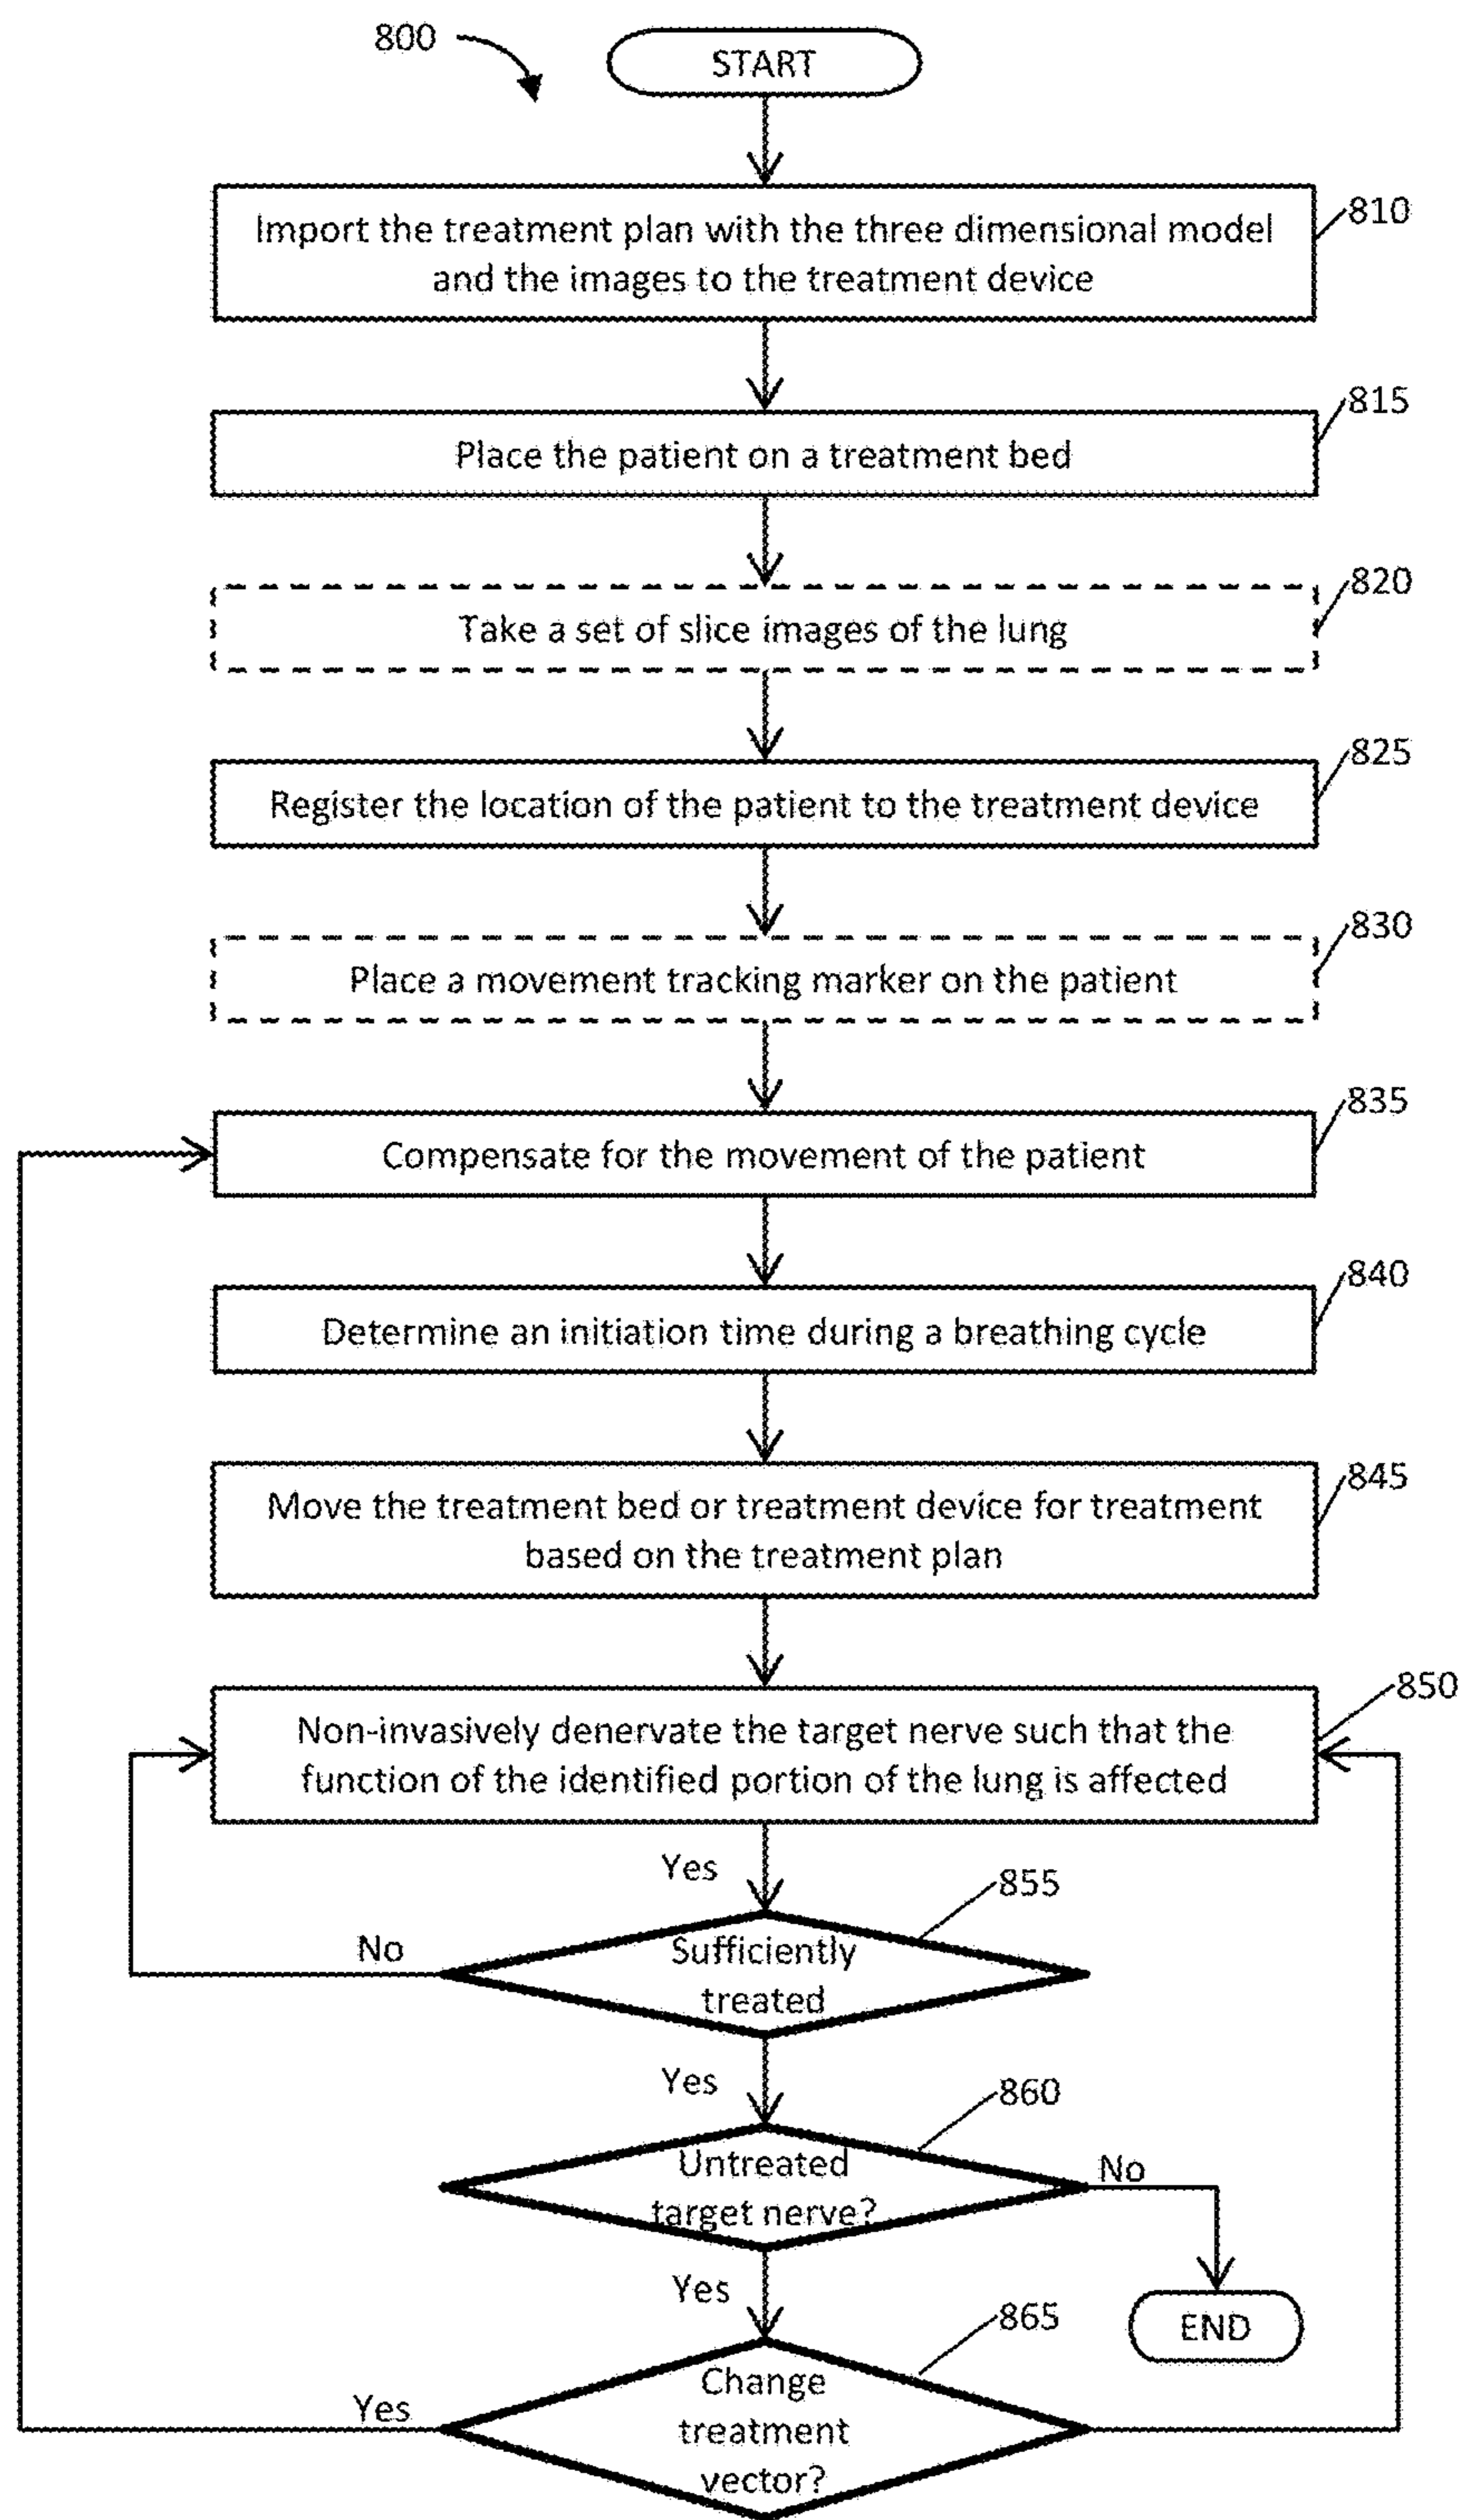 800
START
Import the treatment plan with the three dimensional model
and the images to the treatment device
810
Place the patient on a treatment bed
815
Take a set of slice images of the lung
820
Register the location of the patient to the treatment device
825
Place a movement tracking marker on the patient
830
Compensate for the movement of the patient
835
Determine an initiation time during a breathing cycle
840
Move the treatment bed or treatment device for treatment
based on the treatment plan
845
Non-invasively denervate the target nerve such that the
function of the identified portion of the lung is affected
850
Yes
855
No
Sufficiently
treated
Yes
860
Untreated
target nerve?
No
Yes
END
865
Yes
Change
treatment
vector?